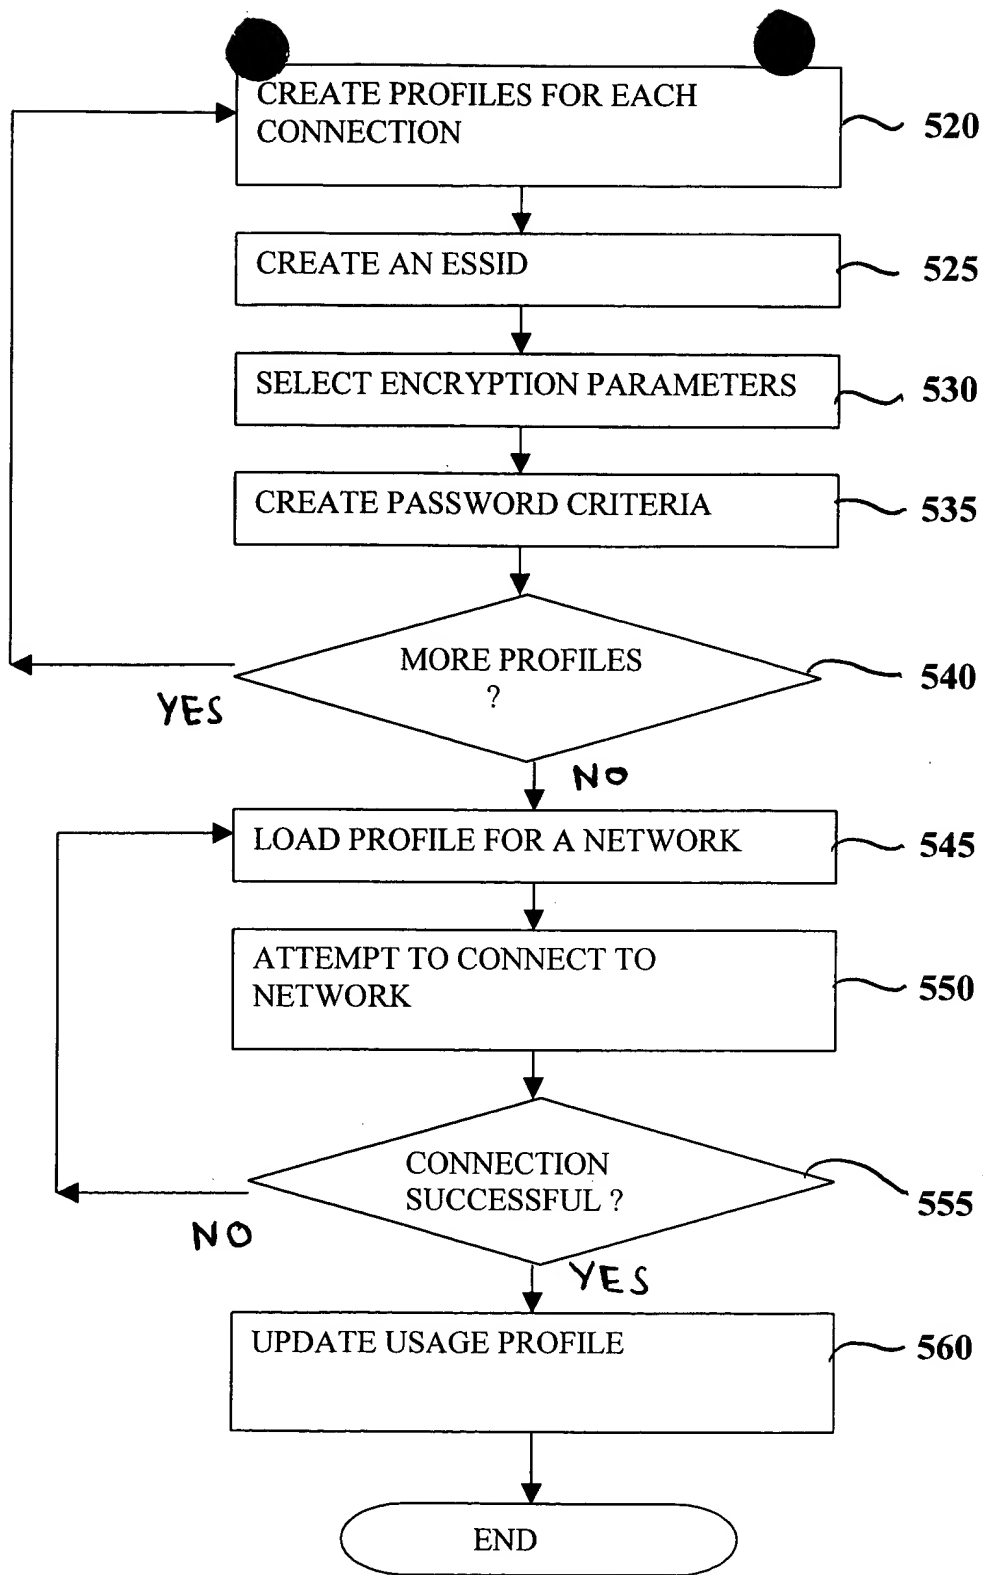 CREATE PROFILES FOR EACH
CONNECTION
520
CREATE AN ESSID
525
SELECT ENCRYPTION PARAMETERS
530
CREATE PASSWORD CRITERIA
535
MORE PROFILES
?
540
YES
NO
LOAD PROFILE FOR A NETWORK
545
ATTEMPT TO CONNECT TO
NETWORK
550
CONNECTION
SUCCESSFUL ?
555
NO
YES
UPDATE USAGE PROFILE
560
END